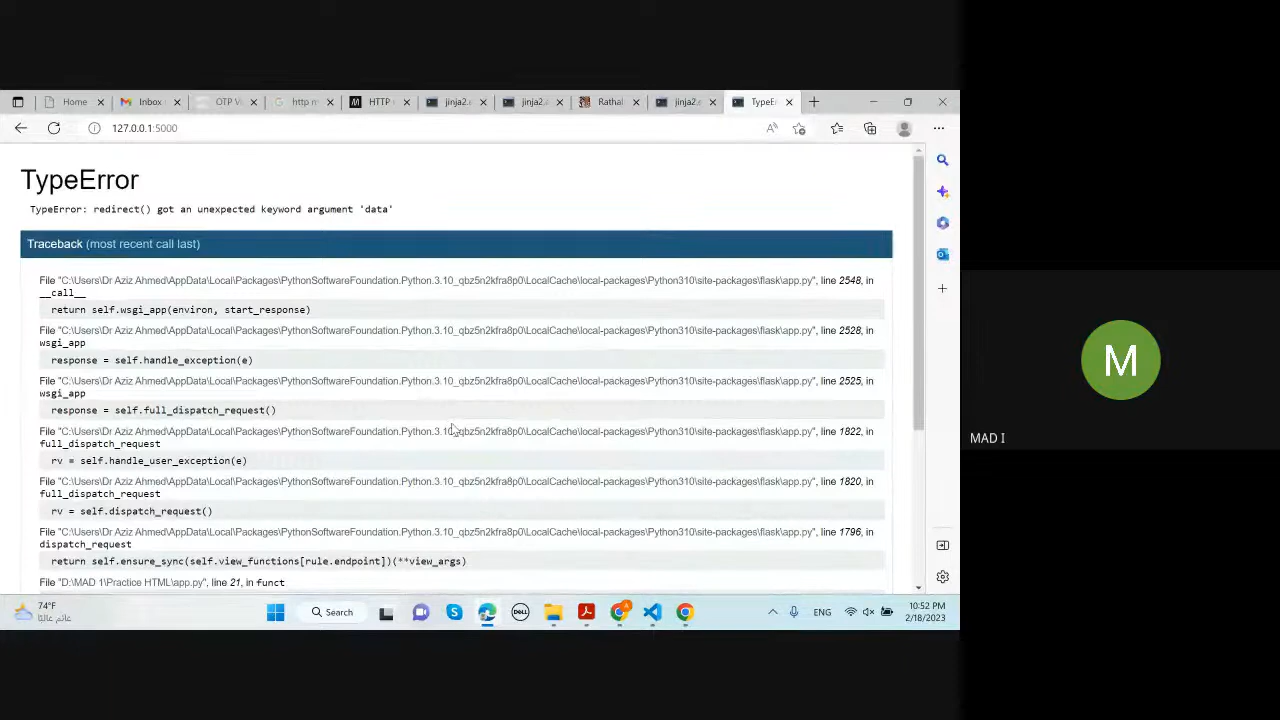 Home
Inbox
OTP V
http m
HTTP
jinja2.
jinja2.
Rathal
jinja2.
TypeEr
127.0.0.1:5000
TypeError
TypeError: redirect() got an unexpected keyword argument 'data'
Traceback (most recent call last)
File "C:\Users\Dr Aziz Ahmed\AppData\Local\Packages\PythonSoftwareFoundation.Python.3.10_qbz5n2kfra8p0\LocalCache\local-packages\Python310\site-packages\flask\app.py", line 2548, in
__call__
return self.wsgi_app(environ, start_response)
File "C:\Users\Dr Aziz Ahmed\AppData\Local\Packages\PythonSoftwareFoundation.Python.3.10_qbz5n2kfra8p0\LocalCache\local-packages\Python310\site-packages\flask\app.py", line 2528, in
wsgi_app
response = self.handle_exception(e)
File "C:\Users\Dr Aziz Ahmed\AppData\Local\Packages\PythonSoftwareFoundation.Python.3.10_qbz5n2kfra8p0\LocalCache\local-packages\Python310\site-packages\flask\app.py", line 2525, in
wsgi_app
response = self.full_dispatch_request()
File "C:\Users\Dr Aziz Ahmed\AppData\Local\Packages\PythonSoftwareFoundation.Python.3.10_qbz5n2kfra8p0\LocalCache\local-packages\Python310\site-packages\flask\app.py", line 1822, in
full_dispatch_request
rv = self.handle_user_exception(e)
File "C:\Users\Dr Aziz Ahmed\AppData\Local\Packages\PythonSoftwareFoundation.Python.3.10_qbz5n2kfra8p0\LocalCache\local-packages\Python310\site-packages\flask\app.py", line 1820, in
full_dispatch_request
rv = self.dispatch_request()
File "C:\Users\Dr Aziz Ahmed\AppData\Local\Packages\PythonSoftwareFoundation.Python.3.10_qbz5n2kfra8p0\LocalCache\local-packages\Python310\site-packages\flask\app.py", line 1796, in
dispatch_request
return self.ensure_sync(self.view_functions[rule.endpoint])(**view_args)
File "D:\MAD 1\Practice HTML\app.py", line 21, in funct
M
MAD I
74°F
غائم غالبًا
Search
DELL
ENG
10:52 PM
2/18/2023